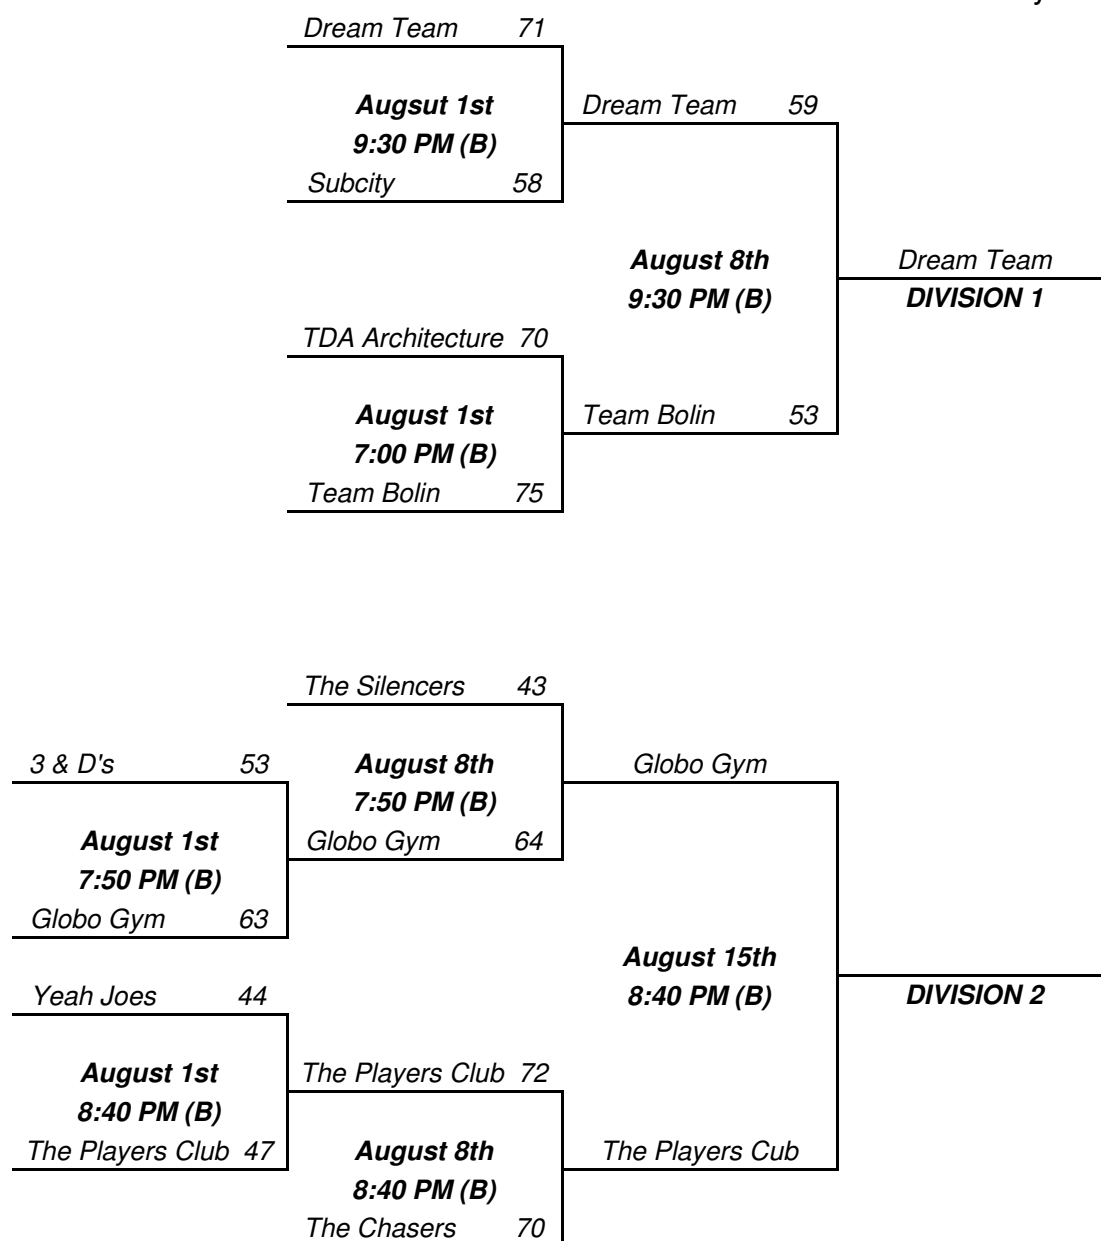 Dream Team 71
Augsut 1st
9:30 PM (B)
Subcity 58
Dream Team 59
August 8th
9:30 PM (B)
Dream Team
DIVISION 1
TDA Architecture 70
August 1st
7:00 PM (B)
Team Bolin 75
Team Bolin 53
The Silencers 43
3 & D's 53
August 8th
7:50 PM (B)
Globo Gym
August 1st
7:50 PM (B)
Globo Gym 64
Globo Gym 63
August 15th
8:40 PM (B)
DIVISION 2
Yeah Joes 44
August 1st
8:40 PM (B)
The Players Club 72
The Players Club 47
August 8th
8:40 PM (B)
The Players Cub
The Chasers 70